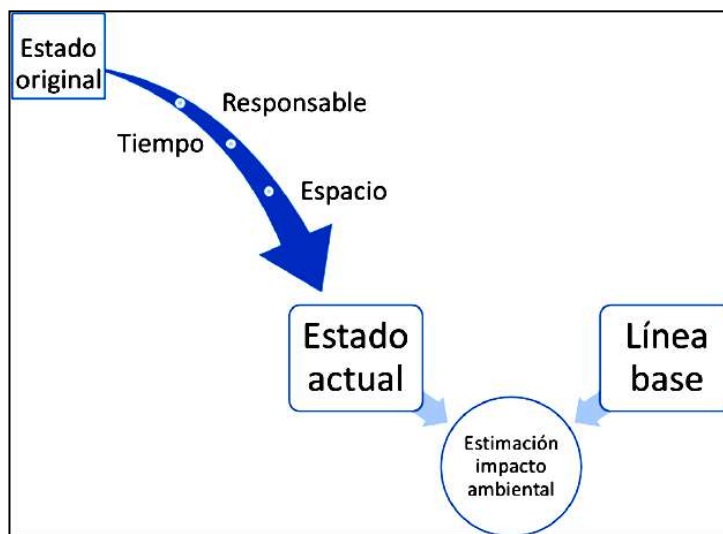 Estado
original
Responsable
Tiempo
Espacio
Estado
actual
Línea
base
Estimación
impacto
ambiental